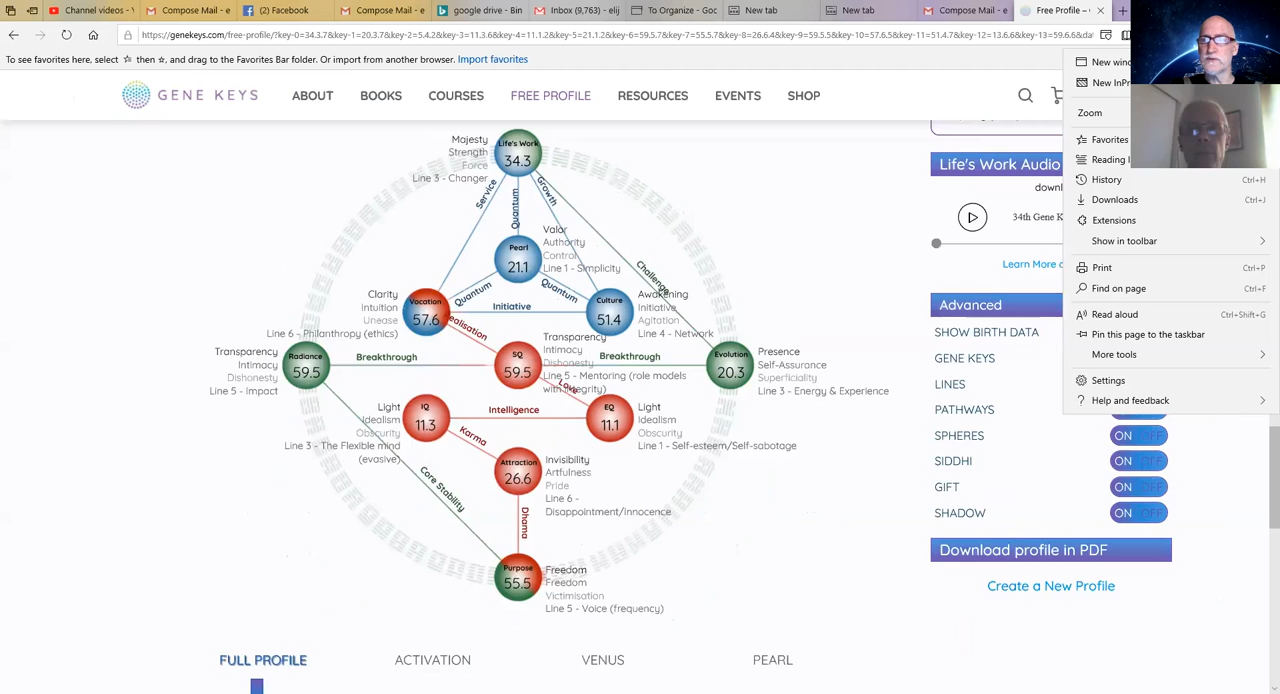 Channel videos - Y
Compose Mail - e
(2) Facebook
Compose Mail - e
google drive - Bin
Inbox (9,763) - elij
To Organize - Goc
New tab
New tab
Compose Mail - e
Free Profile –
https://genekeys.com/free-profile/?key-0=34.3.7&key-1=20.3.7&key-2=5.4.2&key-3=11.3.6&key-4=11.1.2&key-5=21.1.2&key-6=59.5.7&key-7=55.5.7&key-8=26.6.4&key-9=59.5.5&key-10=57.6.5&key-11=51.4.7&key-12=13.6.6&key-13=59.6.6&dat
To see favorites here, select
then
, and drag to the Favorites Bar folder. Or import from another browser. Import favorites
GENE KEYS
ABOUT
BOOKS
COURSES
FREE PROFILE
RESOURCES
EVENTS
SHOP
Majesty
Strength
Force
Line 3 - Changer
Life's Work
34.3
Service
Quantum
Growth
Challenge
Pearl
21.1
Valor
Authority
Control
Line 1 - Simplicity
Clarity
Intuition
Unease
Line 6 - Philanthropy (ethics)
Vocation
57.6
Quantum
Quantum
Initiative
Culture
51.4
Awakening
Initiative
Agitation
Line 4 - Network
Transparency
Intimacy
Dishonesty
Line 5 - Impact
Radiance
59.5
Breakthrough
ealisation
SQ
59.5
Transparency
Intimacy
Dishonesty
Line 5 - Mentoring (role models
with integrity)
Love
Breakthrough
Evolution
20.3
Presence
Self-Assurance
Superficiality
Line 3 - Energy & Experience
Light
Idealism
Obscurity
Line 3 - The Flexible mind
(evasive)
IQ
11.3
Intelligence
EQ
11.1
Light
Idealism
Obscurity
Line 1 - Self-esteem/Self-sabotage
Karma
Core Stability
Attraction
26.6
Invisibility
Artfulness
Pride
Line 6 -
Disappointment/innocence
Dharma
Purpose
55.5
Freedom
Freedom
Victimisation
Line 5 - Voice (frequency)
FULL PROFILE
ACTIVATION
VENUS
PEARL
Life's Work Audio
downl
34th Gene K
Learn More o
Advanced
SHOW BIRTH DATA
GENE KEYS
LINES
PATHWAYS
SPHERES
ON OFF
SIDDHI
ON OFF
GIFT
ON OFF
SHADOW
ON OFF
Download profile in PDF
Create a New Profile
New wind
New InPr
Zoom
Favorites
Reading l
History
Ctrl+H
Downloads
Ctrl+J
Extensions
Show in toolbar
Print
Ctrl+P
Find on page
Ctrl+F
Read aloud
Ctrl+Shift+G
Pin this page to the taskbar
More tools
Settings
Help and feedback